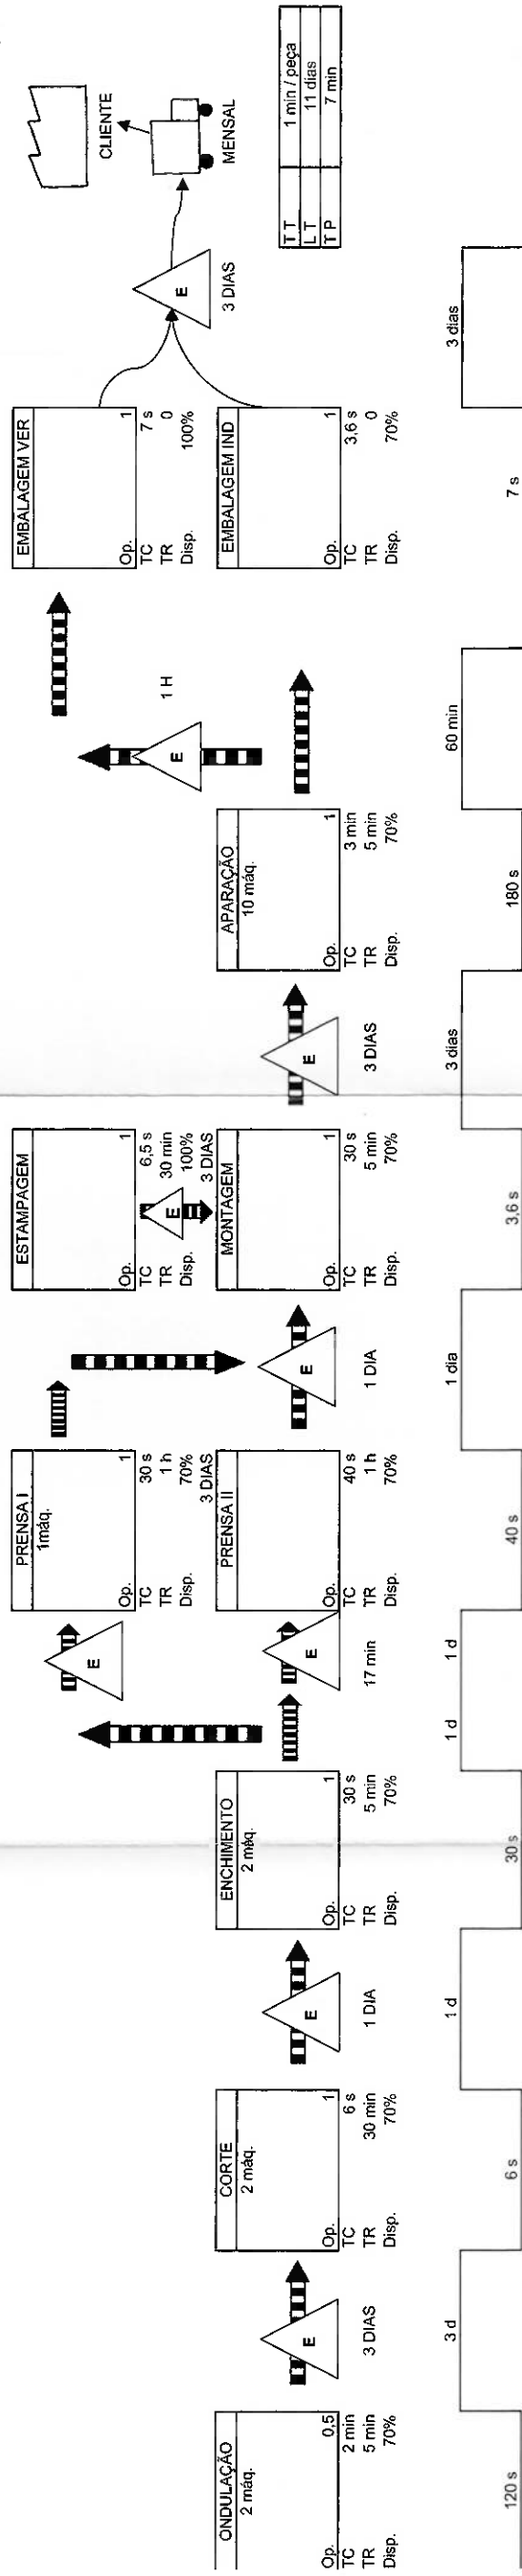 ONDULAÇÃO
2 máq.
Op. 0,5
TC 2 min
TR 5 min
Disp. 70%
E
3 DIAS
CORTE
2 máq.
Op. 1
TC 6 s
TR 30 min
Disp. 70%
E
1 DIA
ENCHIMENTO
2 máq.
Op. 1
TC 30 s
TR 5 min
Disp. 70%
E
PRENSA I
1máq.
Op. 1
TC 30 s
TR 1 h
Disp. 70%
3 DIAS
E
17 min
PRENSA II
Op. 1
TC 40 s
TR 1 h
Disp. 70%
E
1 DIA
ESTAMPAGEM
Op. 1
TC 6,5 s
TR 30 min
Disp. 100%
3 DIAS
E
MONTAGEM
Op. 1
TC 30 s
TR 5 min
Disp. 70%
E
3 DIAS
APARAÇÃO
10 máq.
Op. 1
TC 3 min
TR 5 min
Disp. 70%
E
1 H
EMBALAGEM VER
Op. 1
TC 7 s
TR 0
Disp. 100%
EMBALAGEM IND
Op. 1
TC 3,6 s
TR 0
Disp. 70%
E
3 DIAS
CLIENTE
MENSAL
T T 1 min / peça
L T 11 dias
T P 7 min
120 s
3 d
6 s
1 d
30 s
1 d
1 d
40 s
1 dia
3,6 s
3 dias
180 s
60 min
7 s
3 dias